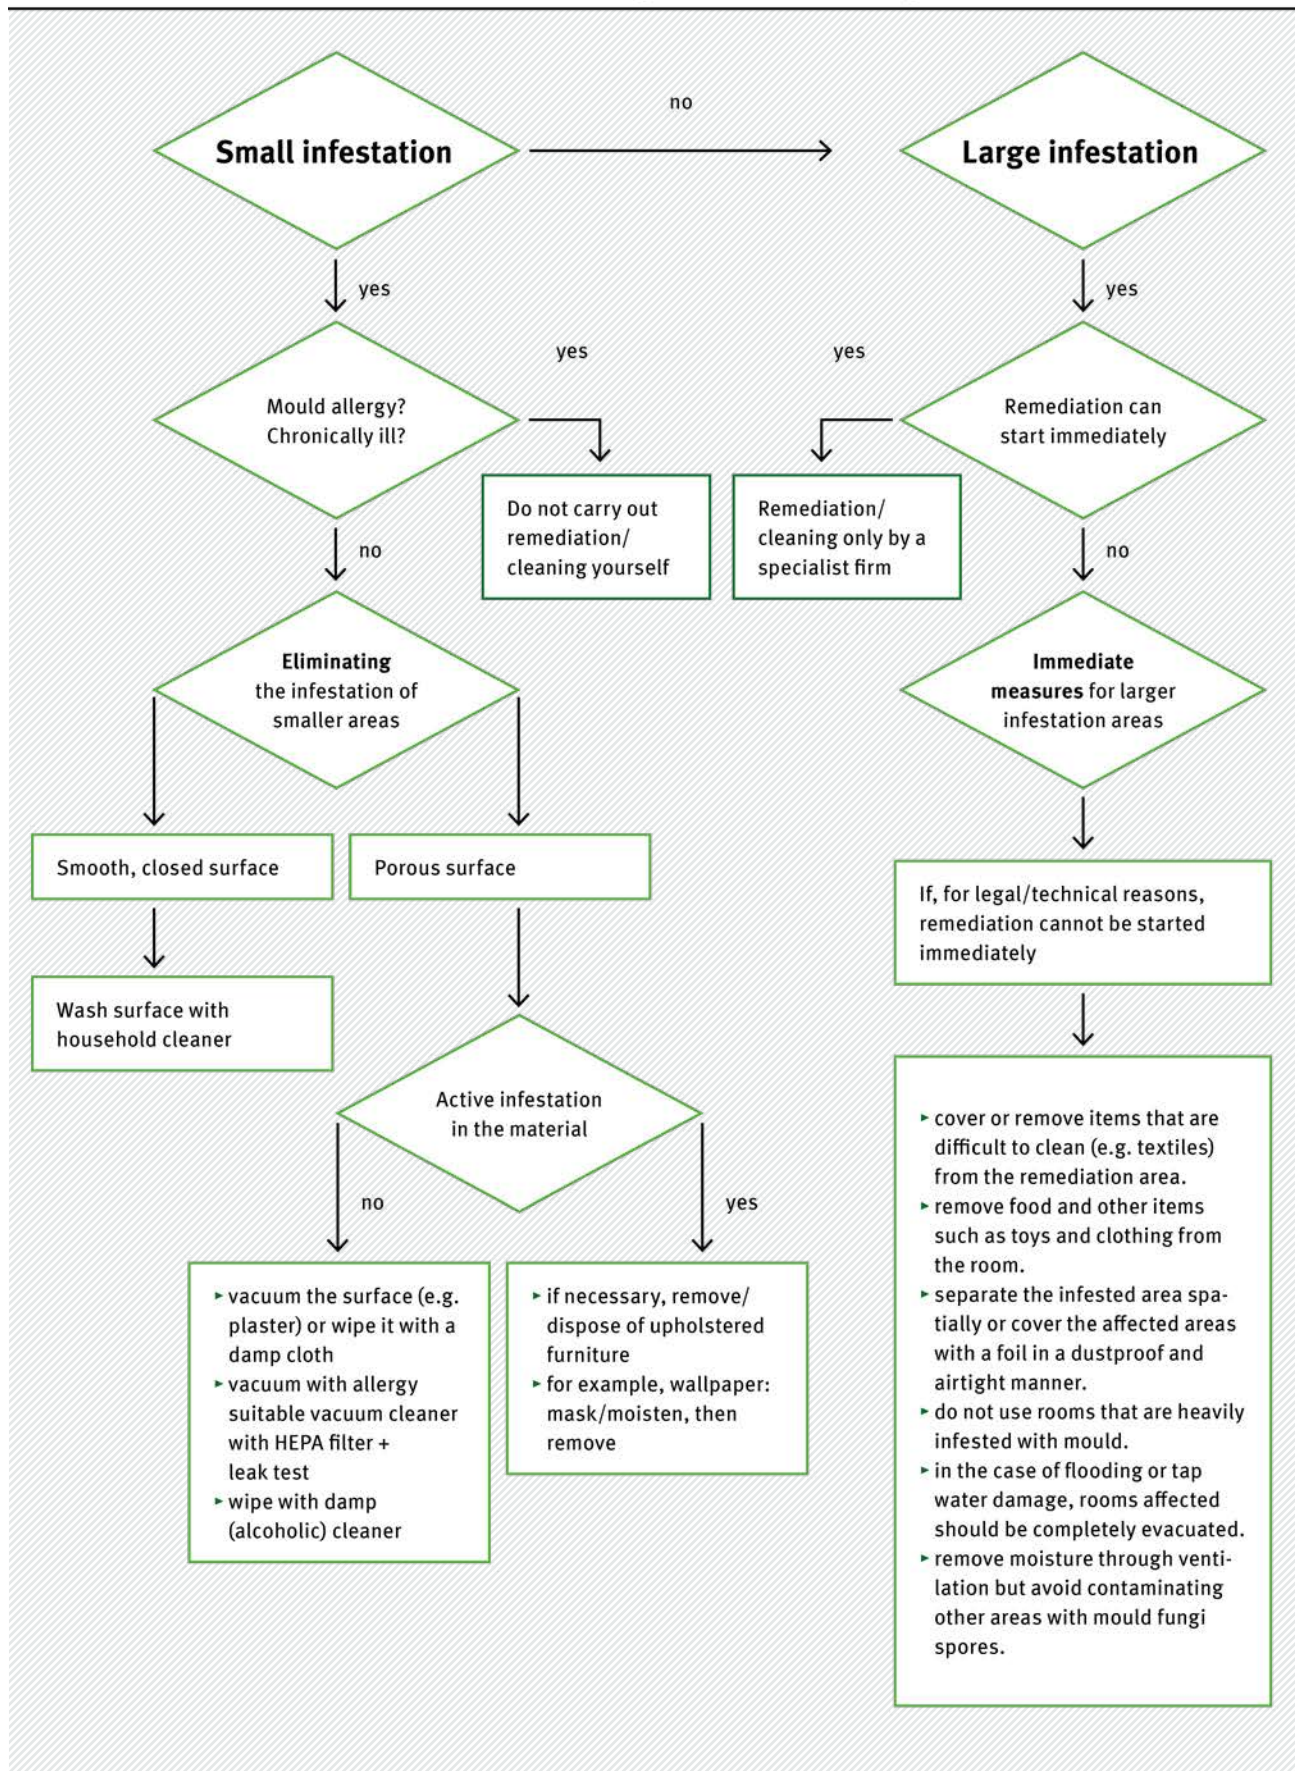 no
Small infestation
Large infestation
yes
yes
Mould allergy?
Chronically ill?
yes
yes
Remediation can
start immediately
Do not carry out
remediation/
cleaning yourself
Remediation/
cleaning only by a
specialist firm
no
no
Eliminating
the infestation of
smaller areas
Immediate
measures for larger
infestation areas
Smooth, closed surface
Porous surface
If, for legal/technical reasons,
remediation cannot be started
immediately
Wash surface with
household cleaner
Active infestation
in the material
no
yes
▸ vacuum the surface (e.g.
plaster) or wipe it with a
damp cloth
▸ vacuum with allergy
suitable vacuum cleaner
with HEPA filter +
leak test
▸ wipe with damp
(alcoholic) cleaner
▸ if necessary, remove/
dispose of upholstered
furniture
▸ for example, wallpaper:
mask/moisten, then
remove
▸ cover or remove items that are
difficult to clean (e.g. textiles)
from the remediation area.
▸ remove food and other items
such as toys and clothing from
the room.
▸ separate the infested area spa-
tially or cover the affected areas
with a foil in a dustproof and
airtight manner.
▸ do not use rooms that are heavily
infested with mould.
▸ in the case of flooding or tap
water damage, rooms affected
should be completely evacuated.
▸ remove moisture through venti-
lation but avoid contaminating
other areas with mould fungi
spores.